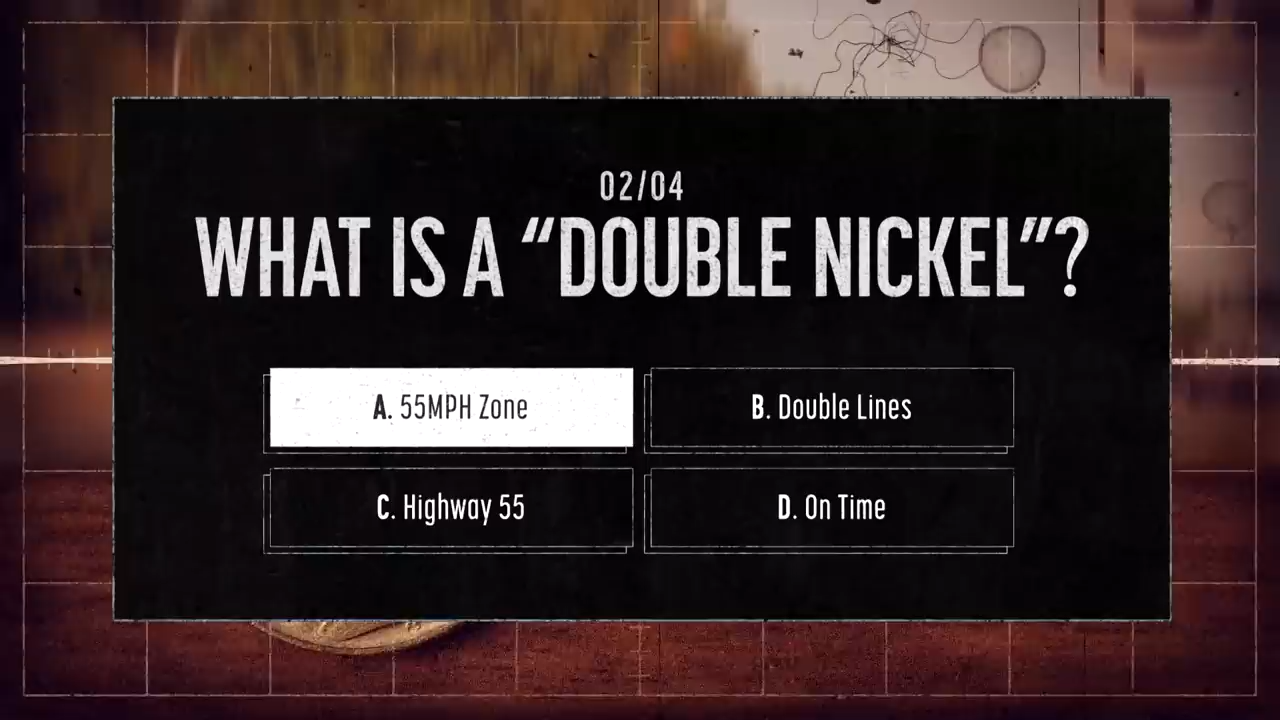 02/04
WHAT IS A “DOUBLE NICKEL”?
A. 55MPH Zone
B. Double Lines
C. Highway 55
D. On Time